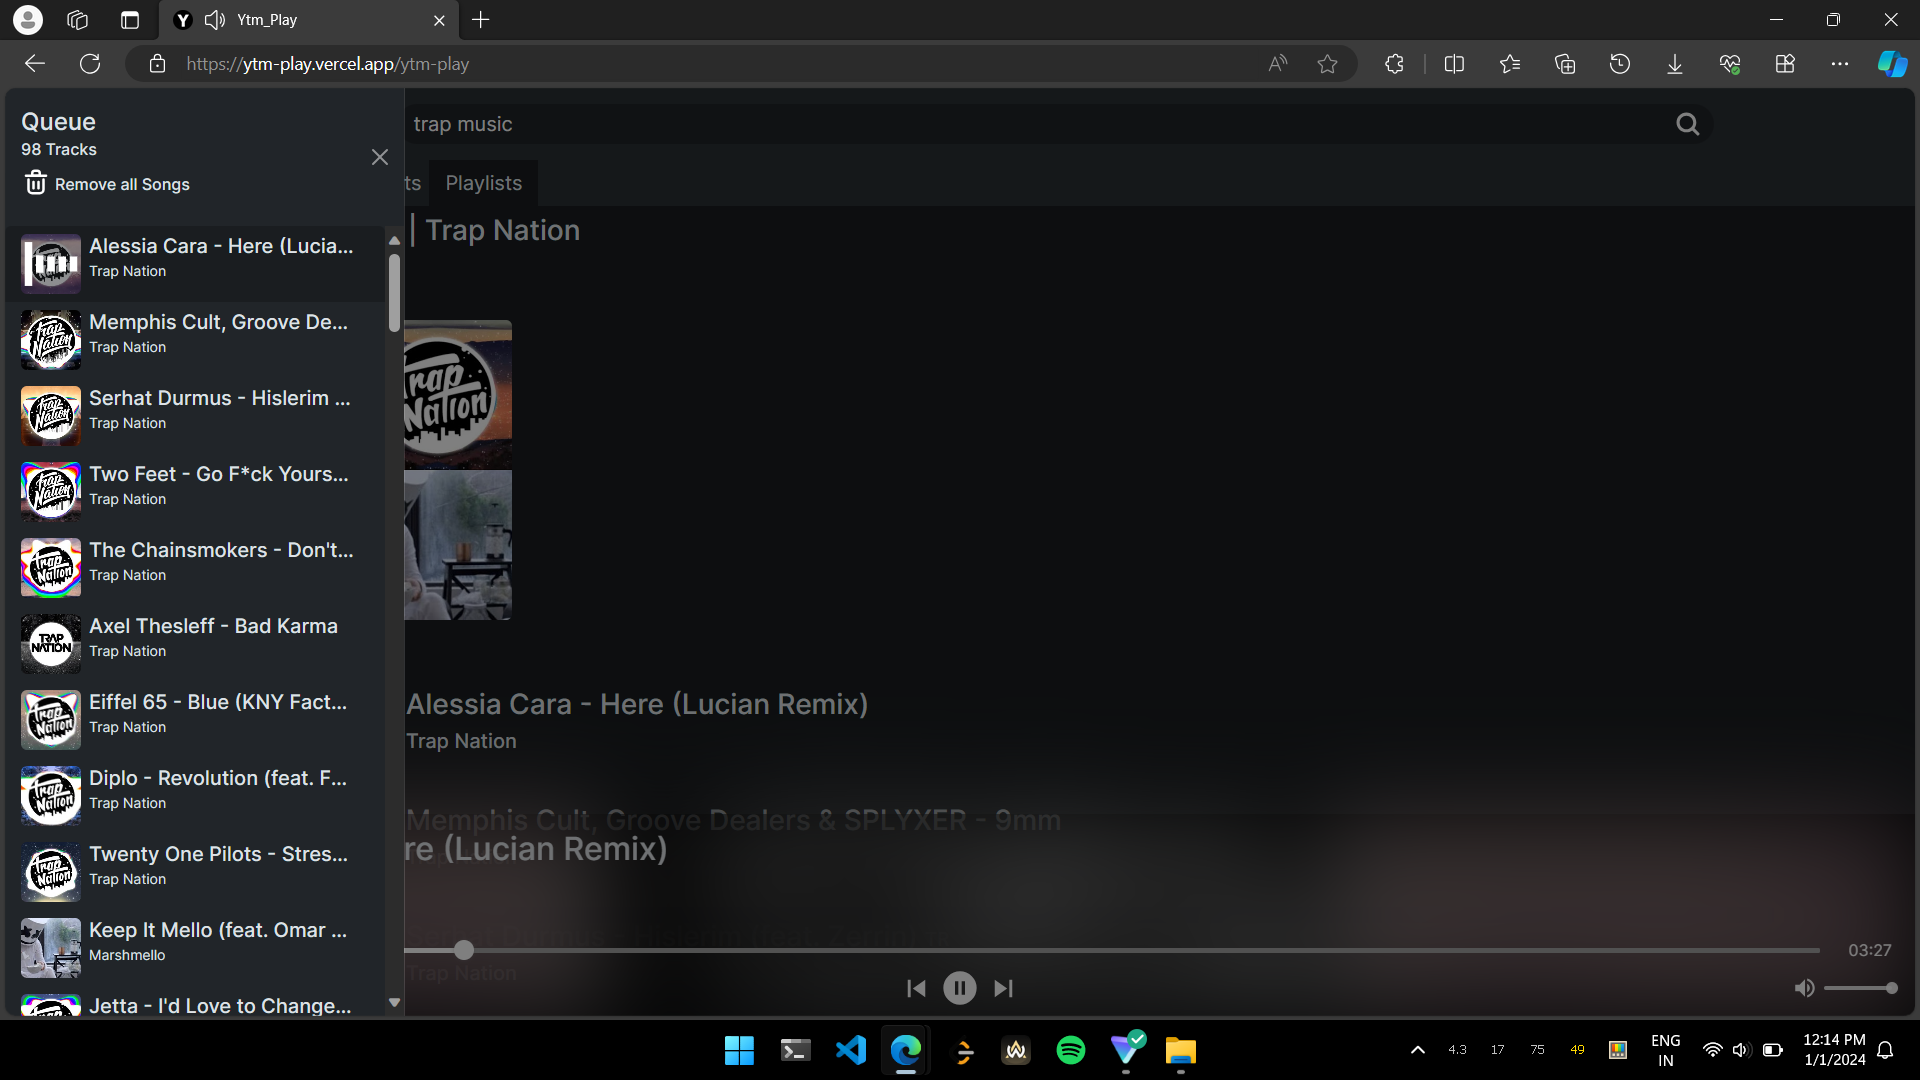 Ytm_Play
https://ytm-play.vercel.app/ytm-play
Queue
98 Tracks
Remove all Songs
trap music
ts
Playlists
Trap Nation
Alessia Cara - Here (Lucia...
Trap Nation
Memphis Cult, Groove De...
Trap Nation
Serhat Durmus - Hislerim ...
Trap Nation
Two Feet - Go F*ck Yours...
Trap Nation
The Chainsmokers - Don't...
Trap Nation
Axel Thesleff - Bad Karma
Trap Nation
Eiffel 65 - Blue (KNY Fact...
Trap Nation
Diplo - Revolution (feat. F...
Trap Nation
Twenty One Pilots - Stres...
Trap Nation
Keep It Mello (feat. Omar ...
Marshmello
Jetta - I'd Love to Change...
Trap Nation
Alessia Cara - Here (Lucian Remix)
Trap Nation
Memphis Cult, Groove Dealers & SPLYXER - 9mm
re (Lucian Remix)
Trap Nation
03:27
4.3 17 75 49
ENG
IN
12:14 PM
1/1/2024